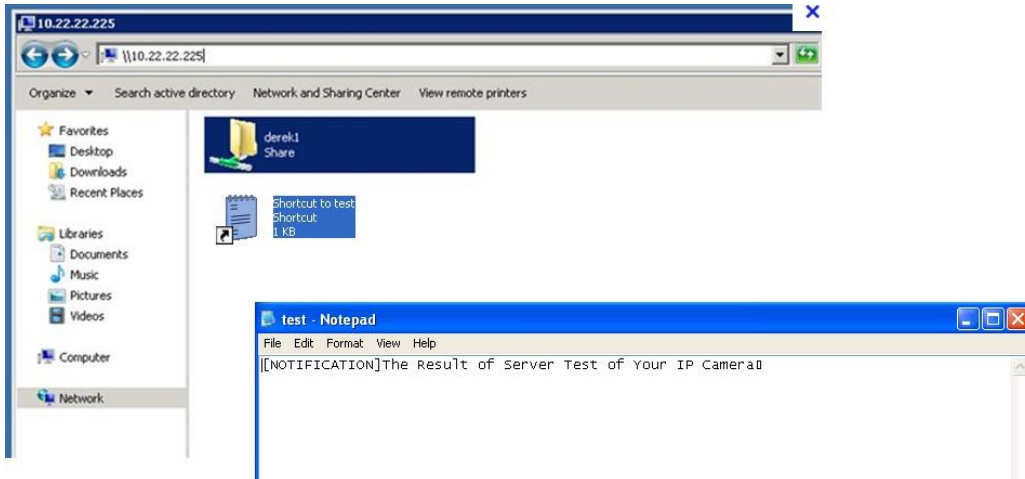 10.22.22.225
\\10.22.22.225
Organize Search active directory Network and Sharing Center View remote printers
Favorites
Desktop
Downloads
Recent Places
Libraries
Documents
Music
Pictures
Videos
Computer
Network
derek1
Share
Shortcut to test
Shortcut
1 KB
test - Notepad
File Edit Format View Help
[NOTIFICATION]The Result of Server Test of Your IP Camera▯